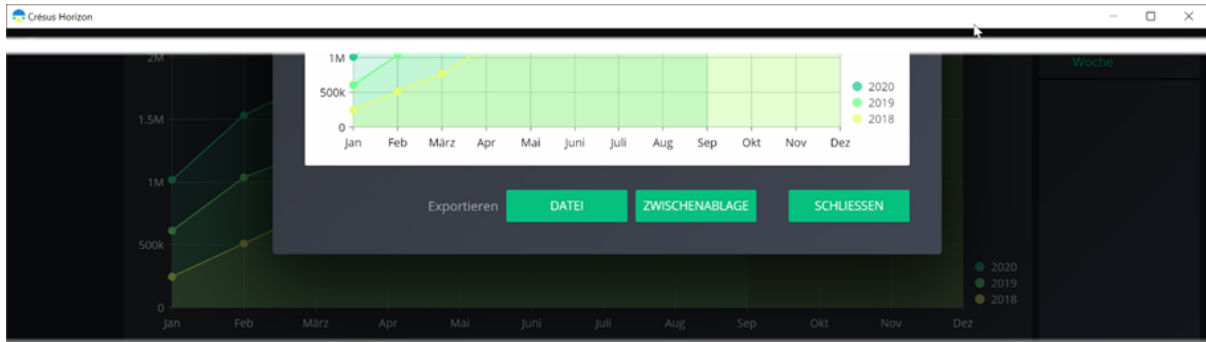 Crésus Horizon
2M
Woche
1M
500k
2020
2019
2018
0
Jan Feb März Apr Mai Juni Juli Aug Sep Okt Nov Dez
1.5M
1M
500k
0
Exportieren DATEI ZWISCHENABLAGE SCHLIESSEN
2020
2019
2018
Jan Feb März Apr Mai Juni Juli Aug Sep Okt Nov Dez